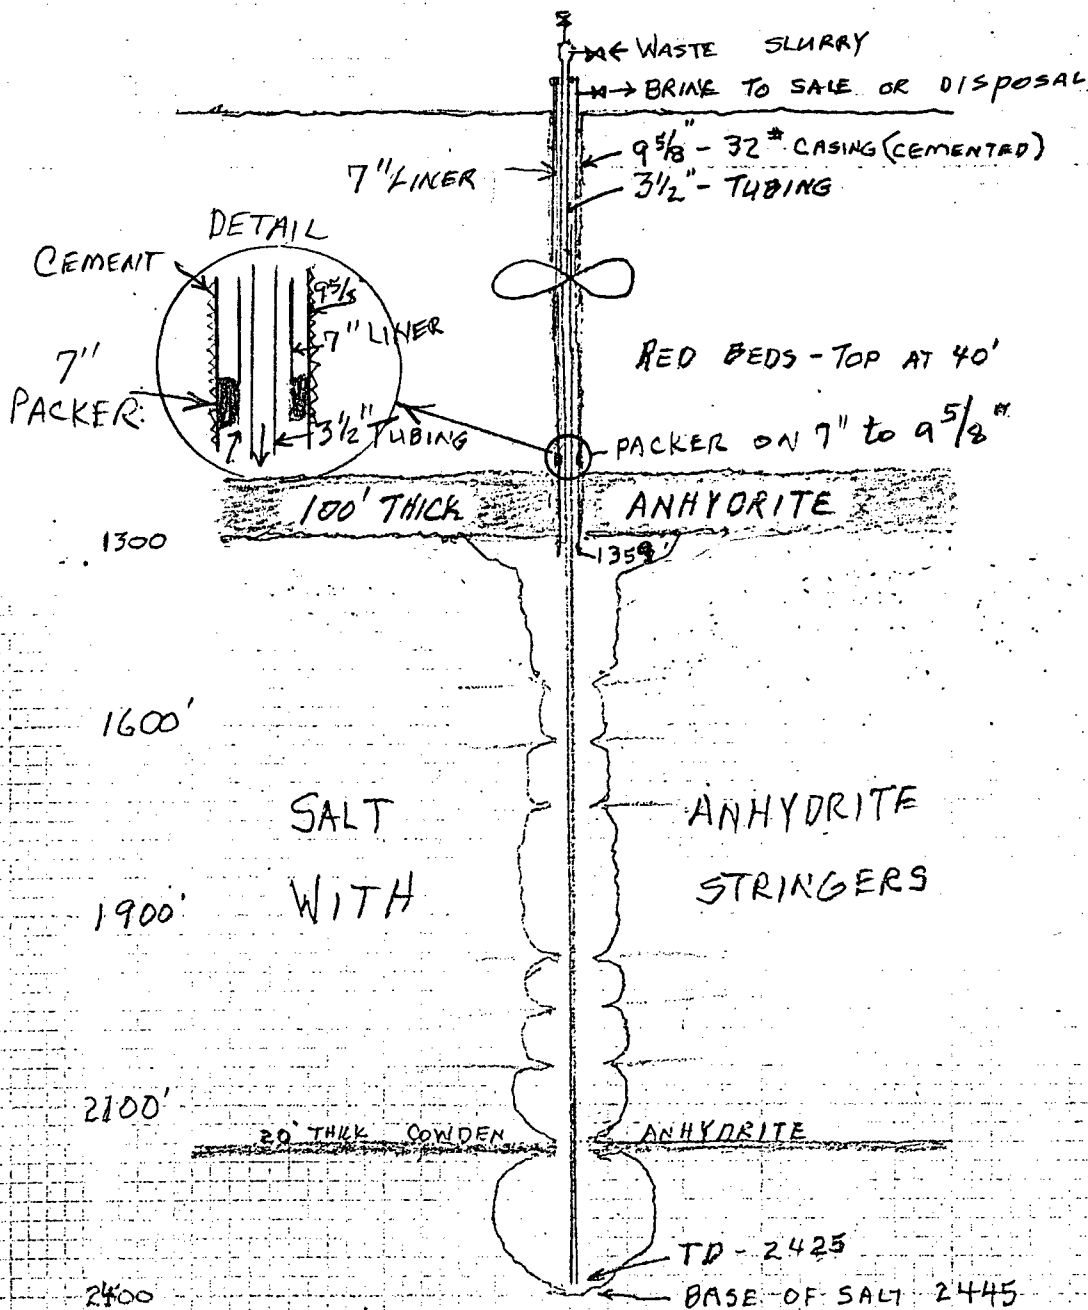 WASTE SLURRY
BRINE TO SALE OR DISPOSAL
9 5/8" - 32# CASING (CEMENTED)
7" LINER
3 1/2" - TUBING
DETAIL
CEMENT
9 5/8
7" LINER
7"
PACKER
3 1/2" TUBING
RED BEDS - TOP AT 40'
PACKER ON 7" to 9 5/8"
100' THICK ANHYDRITE
1300
1600'
SALT ANHYDRITE
WITH STRINGERS
1900'
2100'
20' THICK COWDEN ANHYDRITE
TD - 2425
2400
BASE OF SALT 2445